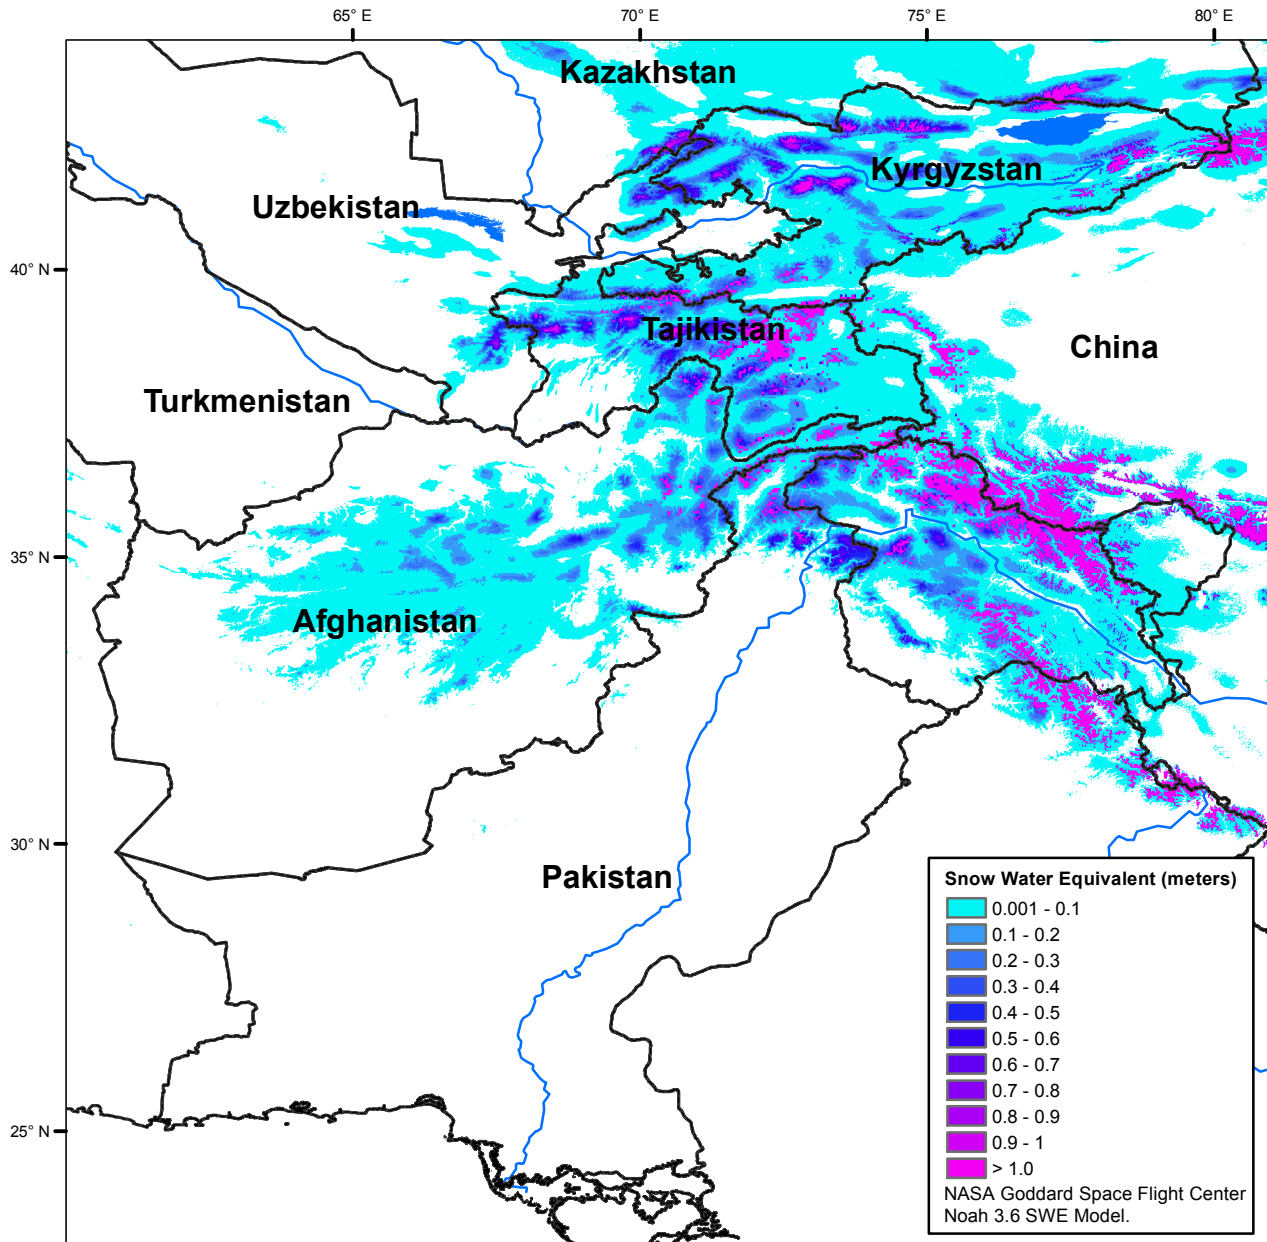 65° E
70° E
75° E
80° E
Kazakhstan
Kyrgyzstan
Uzbekistan
40° N
Tajikistan
China
Turkmenistan
35° N
Afghanistan
30° N
Pakistan
25° N
Snow Water Equivalent (meters)
0.001 - 0.1
0.1 - 0.2
0.2 - 0.3
0.3 - 0.4
0.4 - 0.5
0.5 - 0.6
0.6 - 0.7
0.7 - 0.8
0.8 - 0.9
0.9 - 1
> 1.0
NASA Goddard Space Flight Center
Noah 3.6 SWE Model.